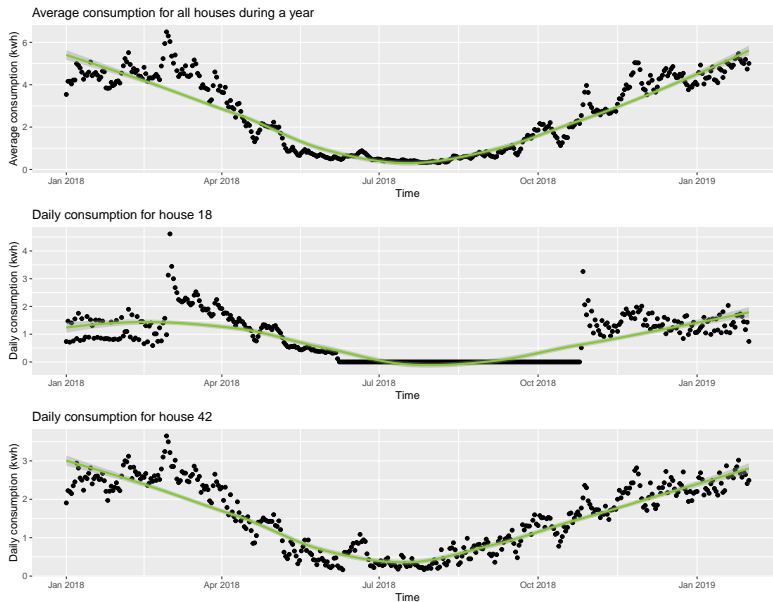 Average consumption for all houses during a year
Average consumption (kwh)
6
4
2
0
Jan 2018 Apr 2018 Jul 2018 Oct 2018 Jan 2019
Time
Daily consumption for house 18
Daily consumption (kwh)
4
3
2
1
0
Jan 2018 Apr 2018 Jul 2018 Oct 2018 Jan 2019
Time
Daily consumption for house 42
Daily consumption (kwh)
3
2
1
0
Jan 2018 Apr 2018 Jul 2018 Oct 2018 Jan 2019
Time